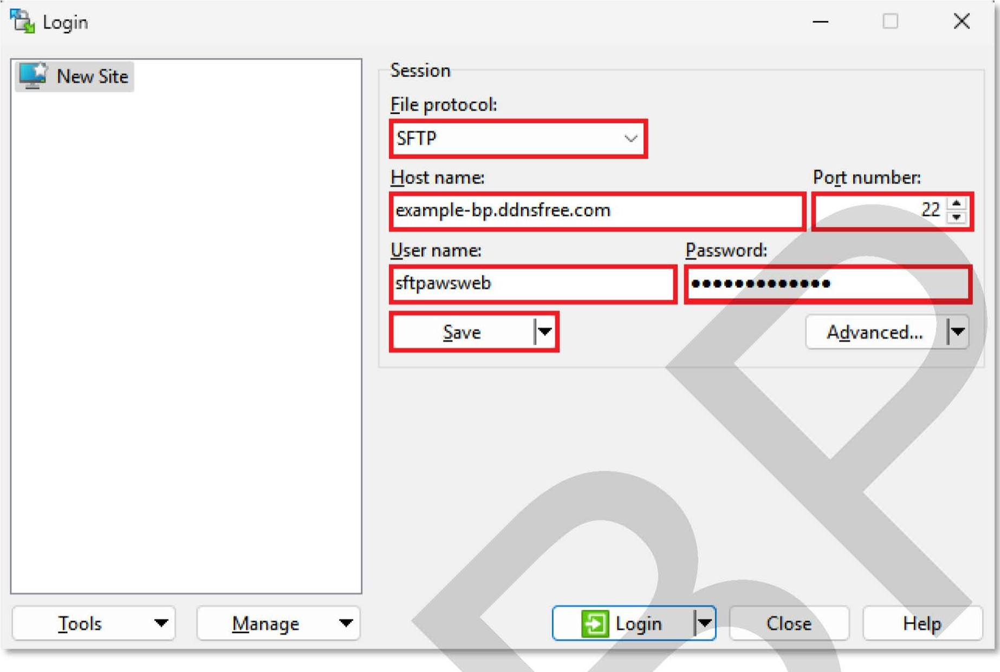 Login
New Site
Session
File protocol:
SFTP
Host name:
Port number:
example-bp.ddnsfree.com
22
User name:
Password:
sftpawsweb
●●●●●●●●●●●●●
Save
Advanced...
Tools
Manage
Login
Close
Help
BP